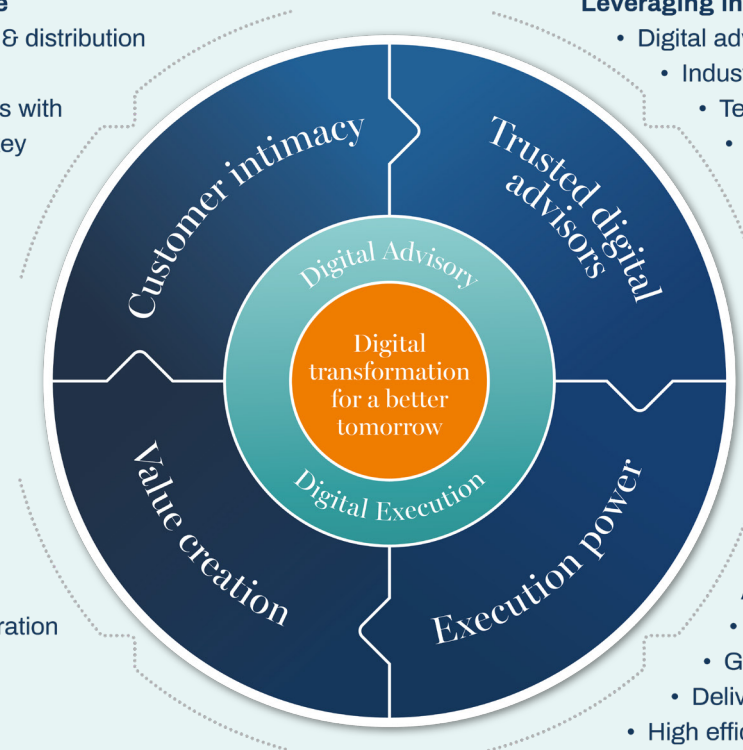 & distribution
s with
ey
Leveraging in
• Digital adv
• Indus
• Te
•
Customer intimacy
Trusted digital
advisors
Digital Advisory
Digital
transformation
for a better
tomorrow
Digital Execution
Value creation
Execution power
ration
•
• G
• Deliv
• High effic